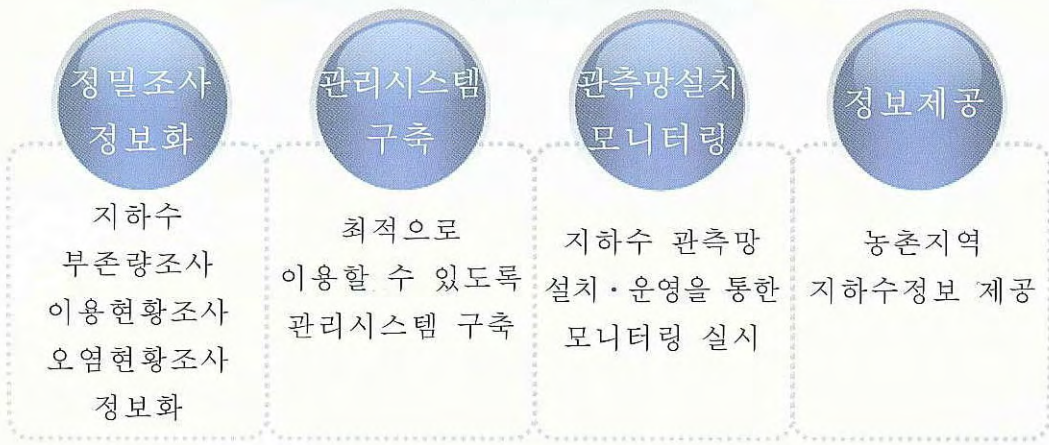 정밀조사
정보화
지하수
부존량조사
이용현황조사
오염현황조사
정보화
관리시스템
구축
최적으로
이용할 수 있도록
관리시스템 구축
관측망설치
모니터링
지하수 관측망
설치·운영을 통한
모니터링 실시
정보제공
농촌지역
지하수정보 제공